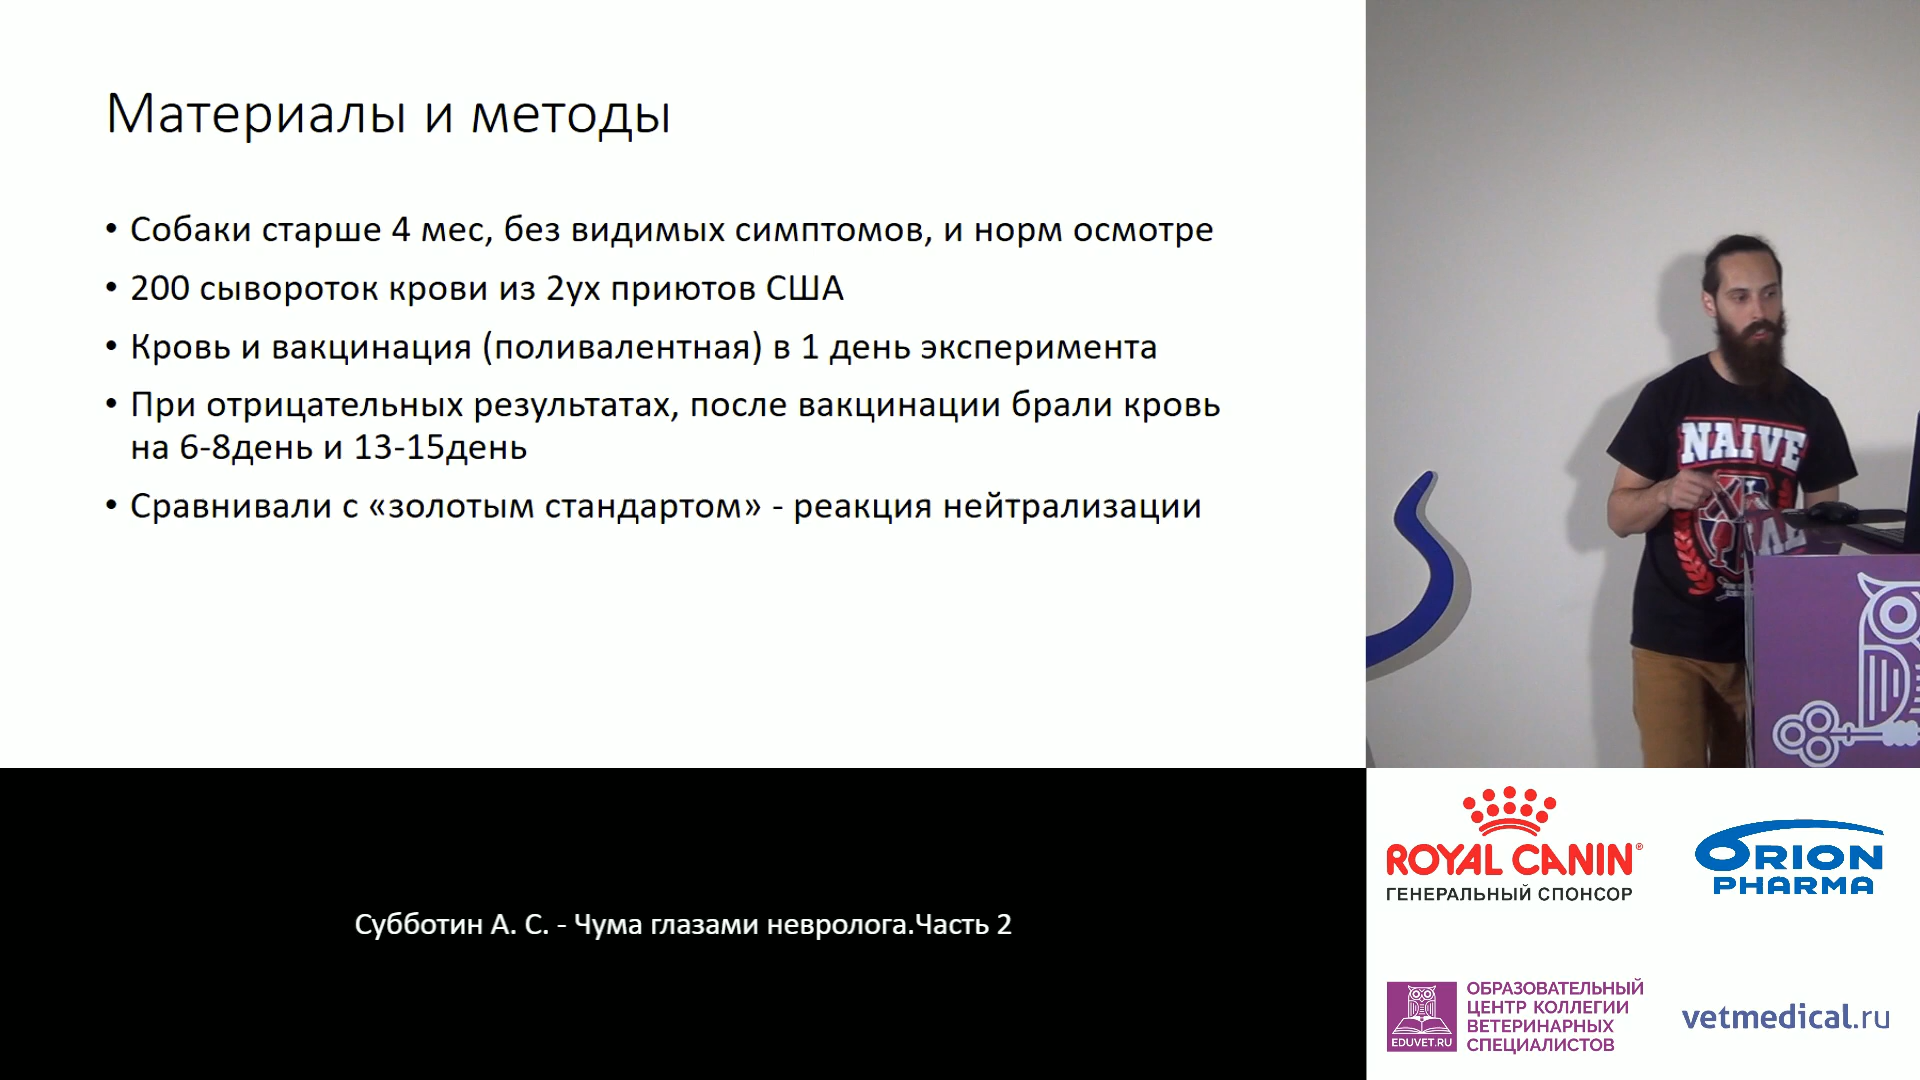 Материалы и методы
• Собаки старше 4 мес, без видимых симптомов, и норм осмотре
• 200 сывороток крови из 2ух приютов США
• Кровь и вакцинация (поливалентная) в 1 день эксперимента
• При отрицательных результатах, после вакцинации брали кровь
на 6-8день и 13-15день
• Сравнивали с «золотым стандартом» - реакция нейтрализации
NAIVE
Субботин А. С. - Чума глазами невролога.Часть 2
ROYAL CANIN®
ГЕНЕРАЛЬНЫЙ СПОНСОР
ORION
PHARMA
EDUVET.RU
ОБРАЗОВАТЕЛЬНЫЙ
ЦЕНТР КОЛЛЕГИИ
ВЕТЕРИНАРНЫХ
СПЕЦИАЛИСТОВ
vetmedical.ru